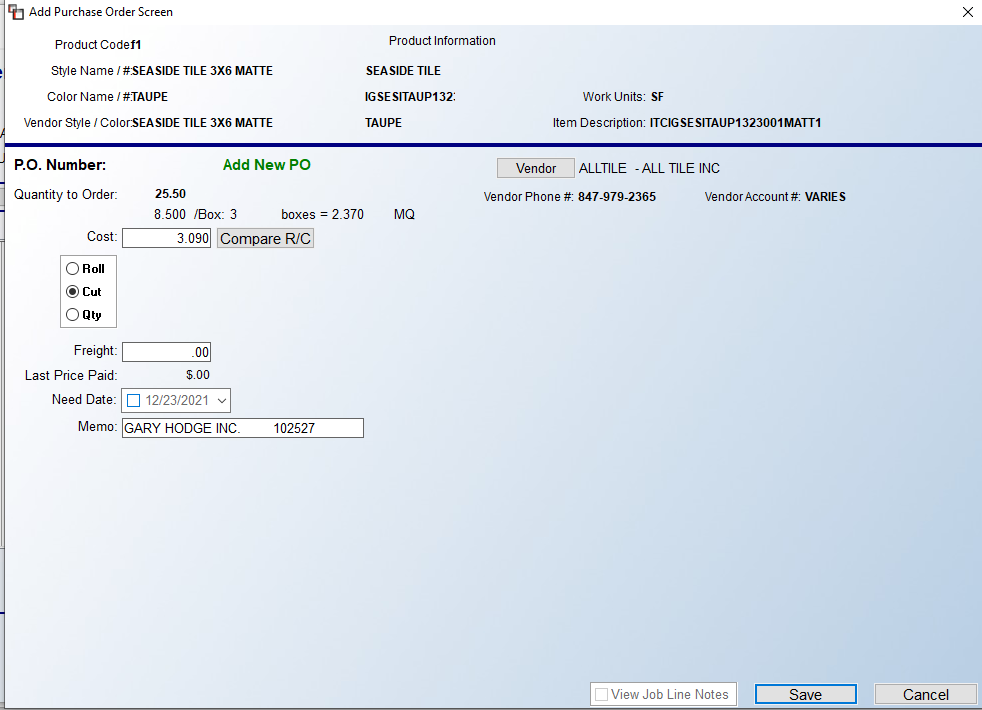 Add Purchase Order Screen
Product Information
Product Code: f1
Style Name / #: SEASIDE TILE 3X6 MATTE SEASIDE TILE
Color Name / #: TAUPE IGSESITAUP132 Work Units: SF
Vendor Style / Color: SEASIDE TILE 3X6 MATTE TAUPE Item Description: ITCIGSESITAUP1323001MATT1
P.O. Number: Add New PO Vendor ALLTILE - ALL TILE INC
Quantity to Order: 25.50 Vendor Phone #: 847-979-2365 Vendor Account #: VARIES
8.500 /Box: 3 boxes = 2.370 MQ
Cost: 3.090 Compare R/C
Roll
Cut
Qty
Freight: .00
Last Price Paid: $.00
Need Date: 12/23/2021
Memo: GARY HODGE INC. 102527
View Job Line Notes Save Cancel